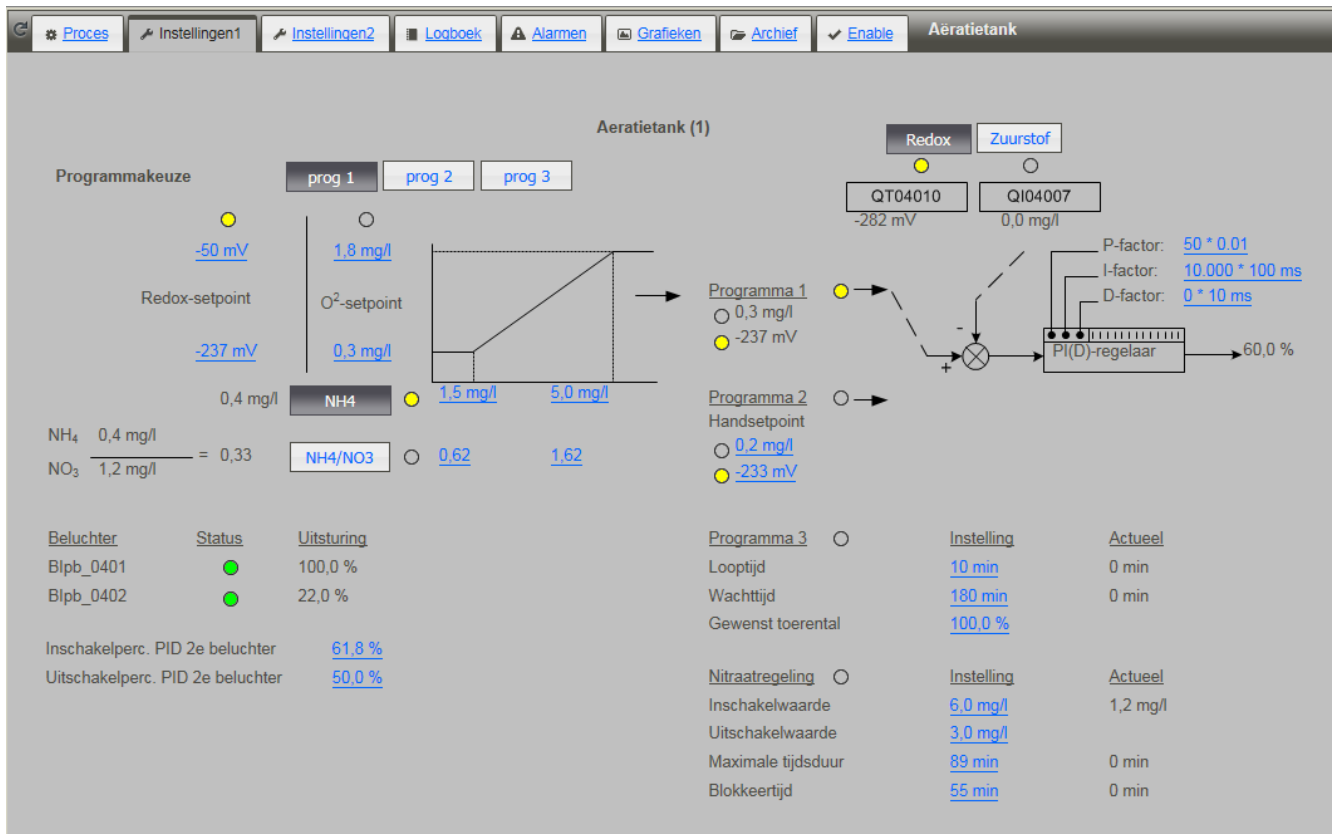 Proces Instellingen1 Instellingen2 Logboek Alarmen Grafieken Archief Enable Aëratietank
Aeratietank (1)
Redox Zuurstof
Programmakeuze prog 1 prog 2 prog 3
QT04010 QI04007
-282 mV 0,0 mg/l
-50 mV 1,8 mg/l
P-factor: 50 * 0.01
I-factor: 10.000 * 100 ms
D-factor: 0 * 10 ms
Redox-setpoint O²-setpoint
Programma 1
0,3 mg/l
-237 mV
-237 mV 0,3 mg/l
-
+
PI(D)-regelaar 60,0 %
0,4 mg/l NH4 1,5 mg/l 5,0 mg/l
Programma 2
Handsetpoint
0,2 mg/l
-233 mV
NH₄ 0,4 mg/l
= 0,33 NH4/NO3 0,62 1,62
NO₃ 1,2 mg/l
Beluchter Status Uitsturing
Blpb_0401 100,0 %
Blpb_0402 22,0 %
Inschakelperc. PID 2e beluchter 61,8 %
Uitschakelperc. PID 2e beluchter 50,0 %
Programma 3 Instelling Actueel
Looptijd 10 min 0 min
Wachttijd 180 min 0 min
Gewenst toerental 100,0 %
Nitraatregeling Instelling Actueel
Inschakelwaarde 6,0 mg/l 1,2 mg/l
Uitschakelwaarde 3,0 mg/l
Maximale tijdsduur 89 min 0 min
Blokkeertijd 55 min 0 min